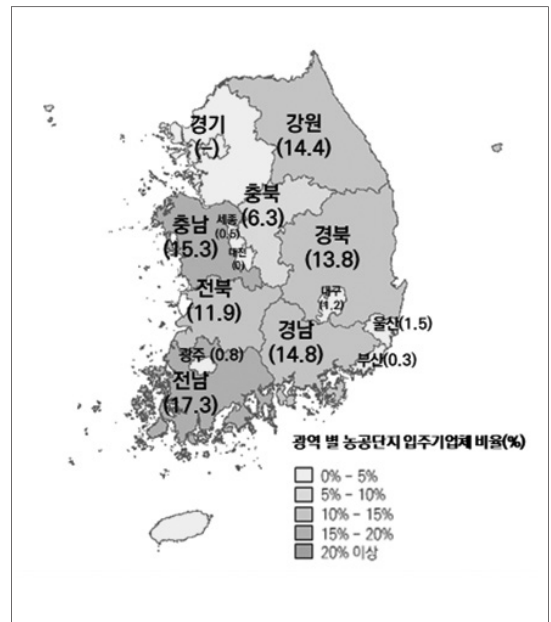 경기
(-)
강원
(14.4)
충북
(6.3)
충남
(15.3)
세종
(0.5)
대전
(0)
경북
(13.8)
전북
(11.9)
대구
(1.2)
경남
(14.8)
울산(1.5)
부산(0.3)
광주 (0.8)
전남
(17.3)
광역 별 농공단지 입주기업체 비율(%)
0% - 5%
5% - 10%
10% - 15%
15% - 20%
20% 이상